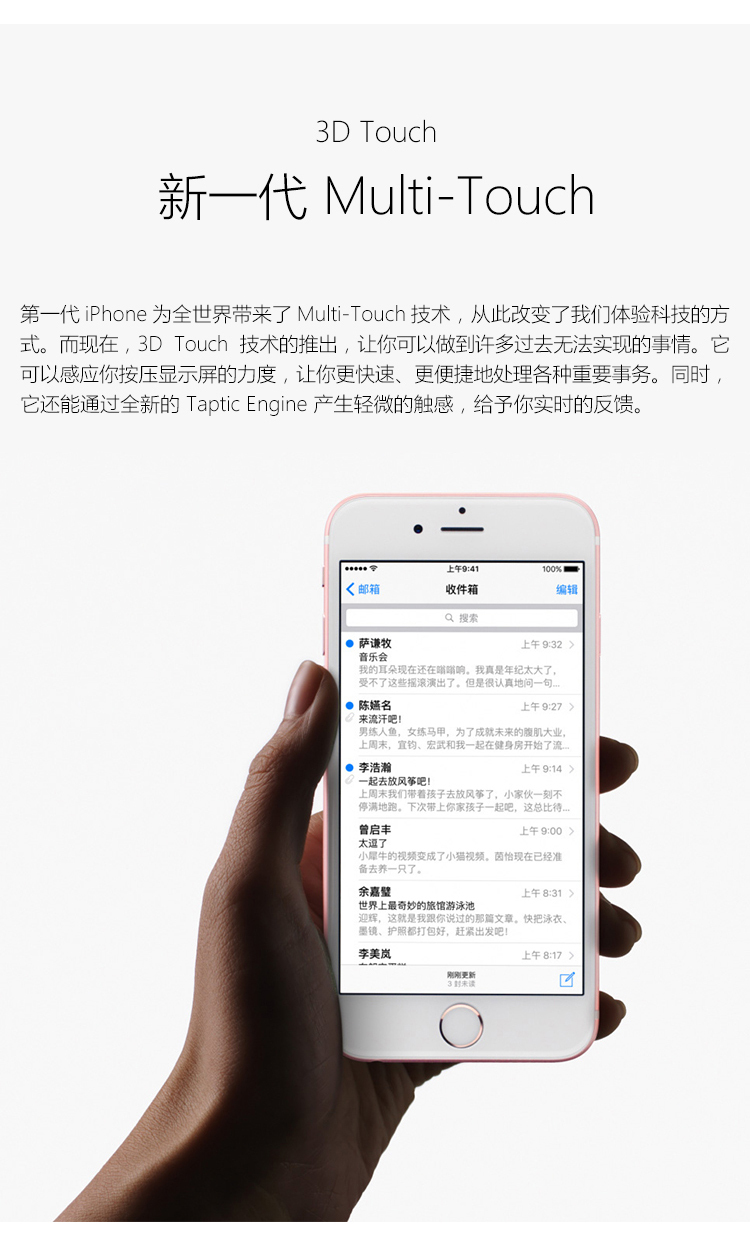 3D Touch
新一代 Multi-Touch
第一代 iPhone 为全世界带来了 Multi-Touch 技术，从此改变了我们体验科技的方
式。而现在，3D Touch 技术的推出，让你可以做到许多过去无法实现的事情。它
可以感应你按压显示屏的力度，让你更快速、更便捷地处理各种重要事务。同时，
它还能通过全新的 Taptic Engine 产生轻微的触感，给予你实时的反馈。
上午9:41 100%
邮箱 收件箱 编辑
搜索
萨谦牧 上午 9:32
音乐会
我的耳朵现在还在嗡嗡响。我真是年纪太大了，
受不了这些摇滚演出了。但是很认真地问一句...
陈嬿名 上午 9:27
来流汗吧！
男练人鱼，女练马甲，为了成就未来的腹肌大业，
上周末，宜钧、宏武和我一起在健身房开始了流...
李浩瀚 上午 9:14
一起去放风筝吧！
上周末我们带着孩子去放风筝了，小家伙一刻不
停满地跑。下次带上你家孩子一起吧，这总比待...
曾启丰 上午 9:00
太逗了
小犀牛的视频变成了小猫视频。茵怡现在已经准
备去养一只了。
余嘉璧 上午 8:31
世界上最奇妙的旅馆游泳池
迎辉，这就是我跟你说过的那篇文章。快把泳衣、
墨镜、护照都打包好，赶紧出发吧！
李美岚 上午 8:17
刚刚更新
3 封未读